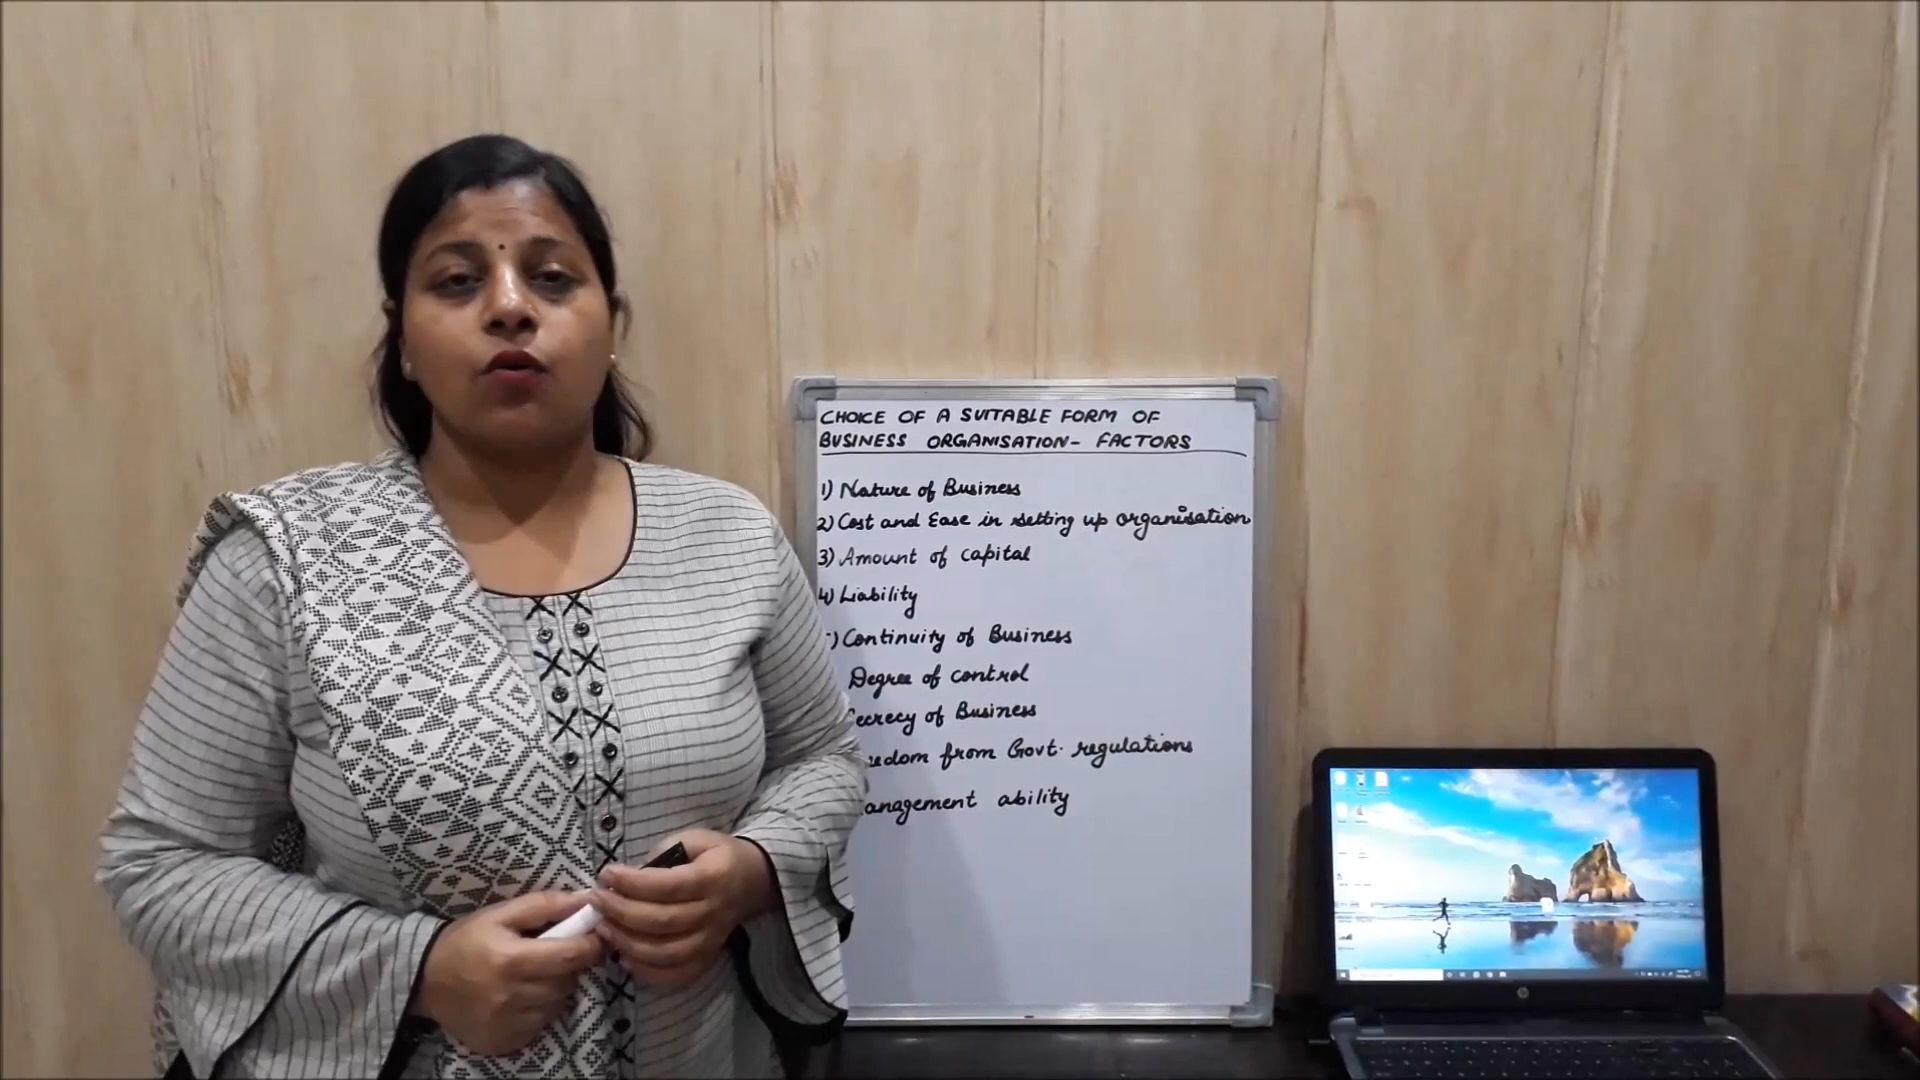 CHOICE OF A SUITABLE FORM OF
BUSINESS ORGANISATION- FACTORS
1) Nature of Business
2) Cost and Ease in setting up organisation
3) Amount of capital
4) Liability
) Continuity of Business
Degree of control
Secrecy of Business
edom from Govt. regulations
anagement ability
hp